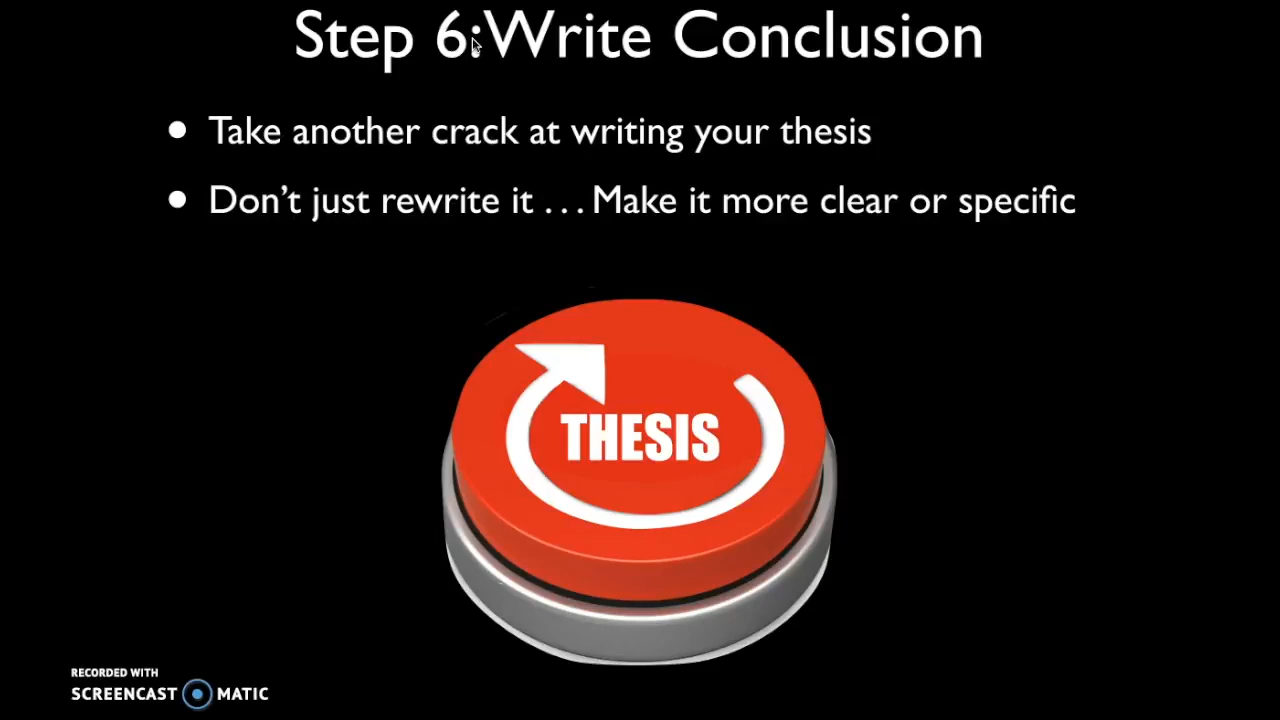 Step 6: Write Conclusion
Take another crack at writing your thesis
Don’t just rewrite it . . . Make it more clear or specific
THESIS
RECORDED WITH
SCREENCAST MATIC